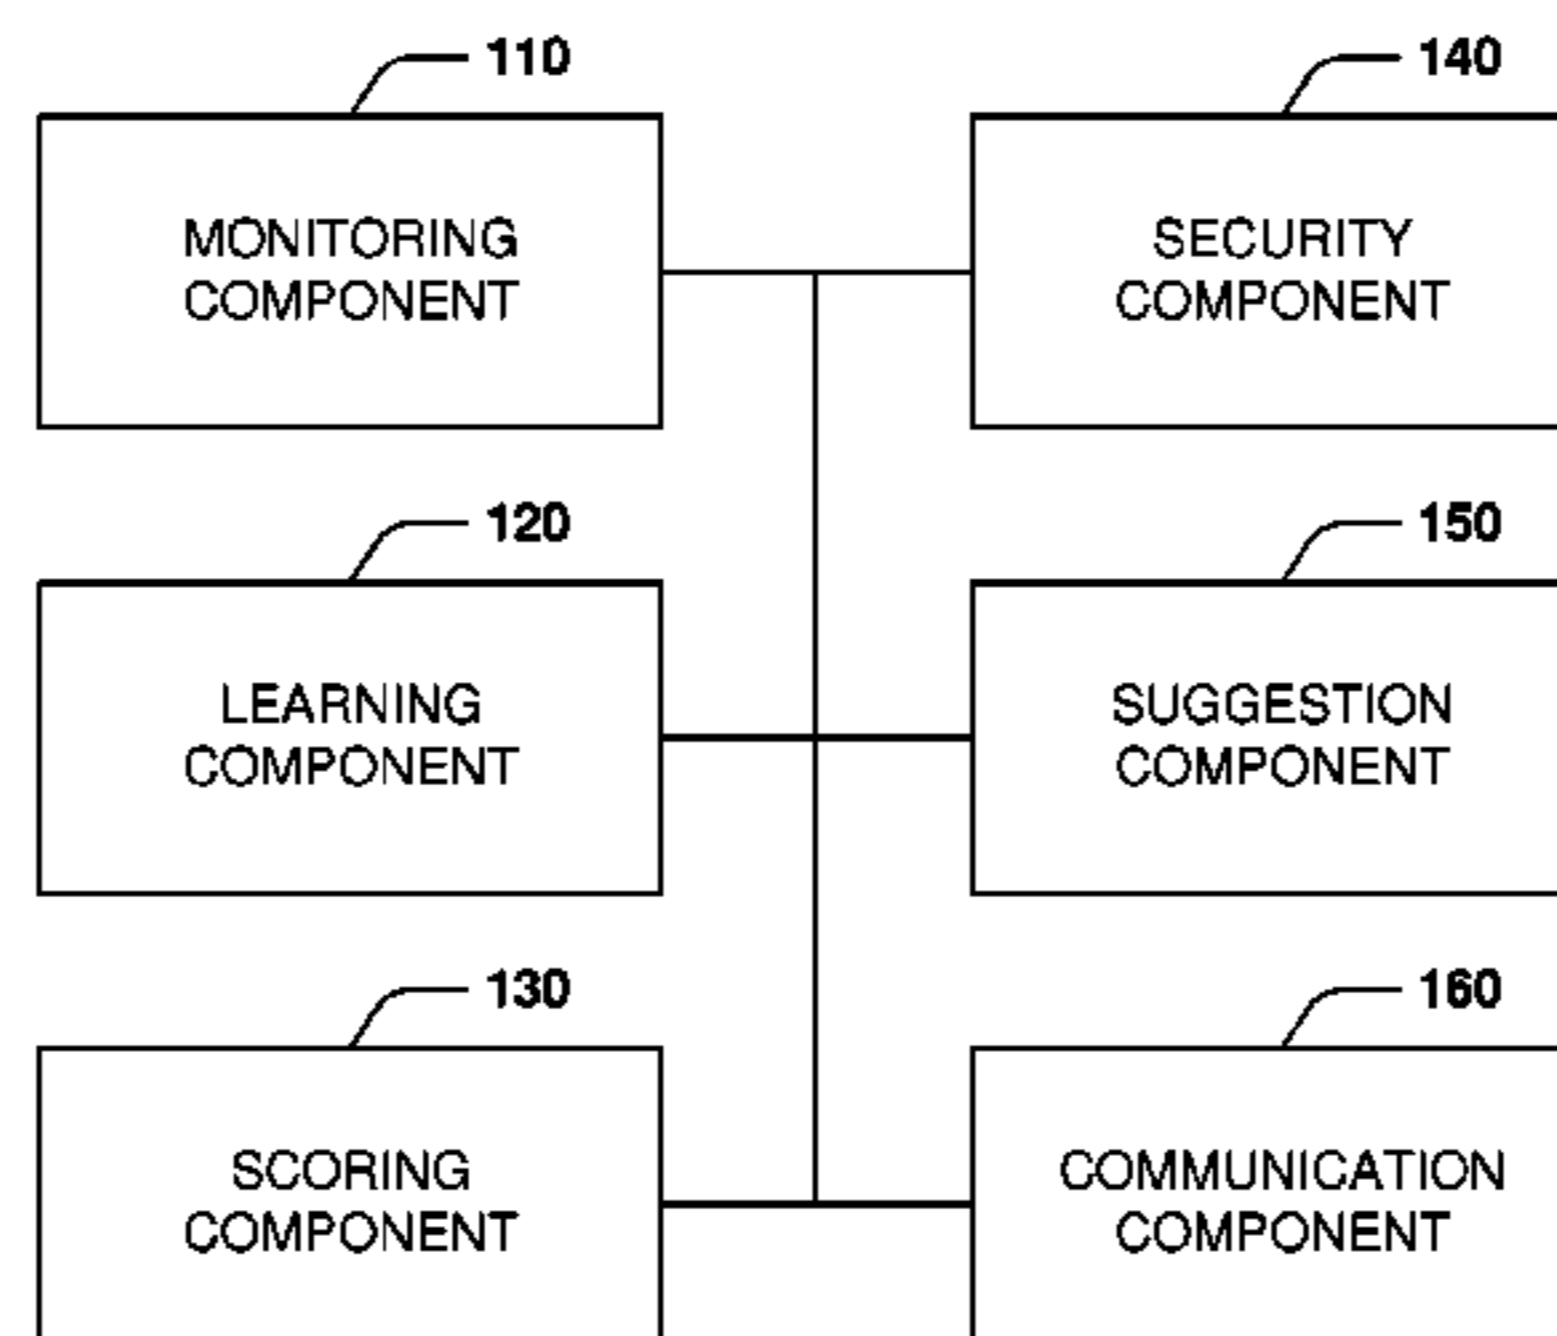 110
MONITORING
COMPONENT
140
SECURITY
COMPONENT
120
LEARNING
COMPONENT
150
SUGGESTION
COMPONENT
130
SCORING
COMPONENT
160
COMMUNICATION
COMPONENT